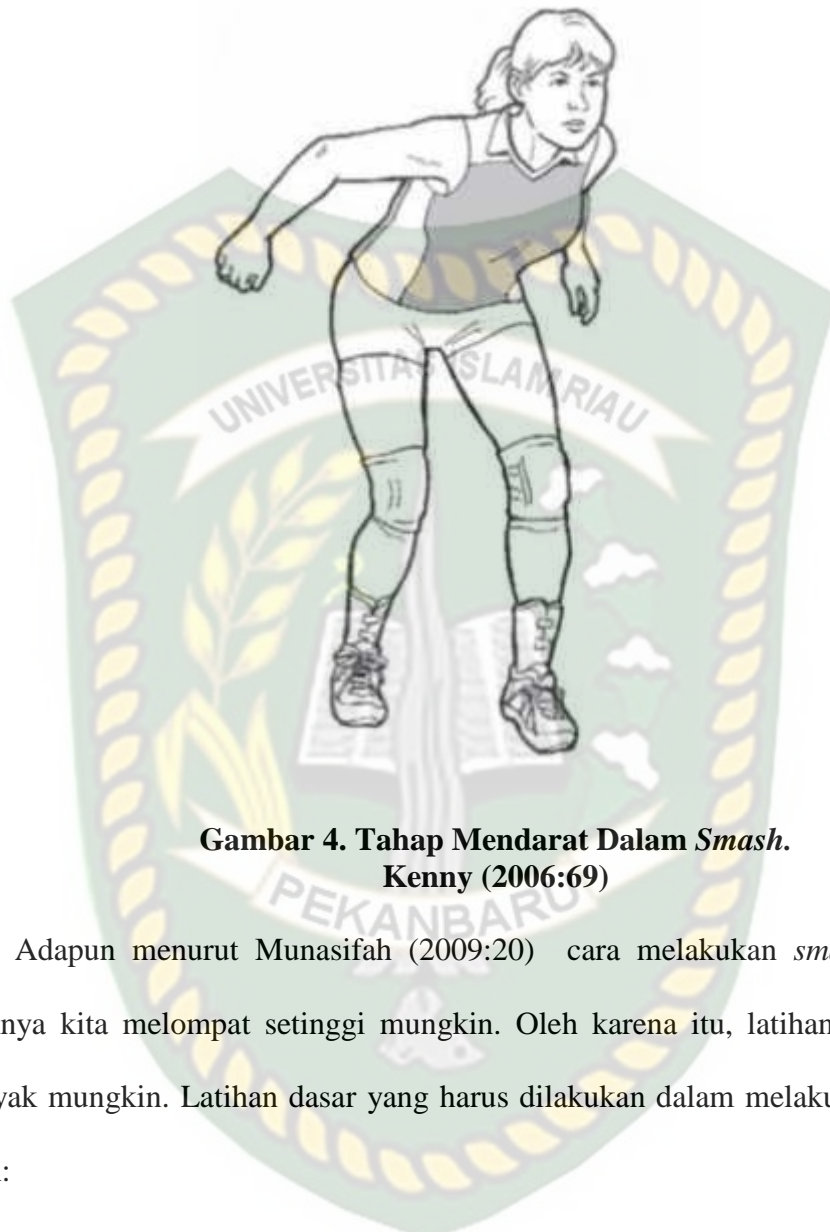 UNIVERSITAS ISLAM RIAU
Gambar 4. Tahap Mendarat Dalam Smash.
Kenny (2006:69)
PEKANBARU
Adapun menurut Munasifah (2009:20) cara melakukan
nya kita melompat setinggi mungkin. Oleh karena itu, latihan
yak mungkin. Latihan dasar yang harus dilakukan dalam
: